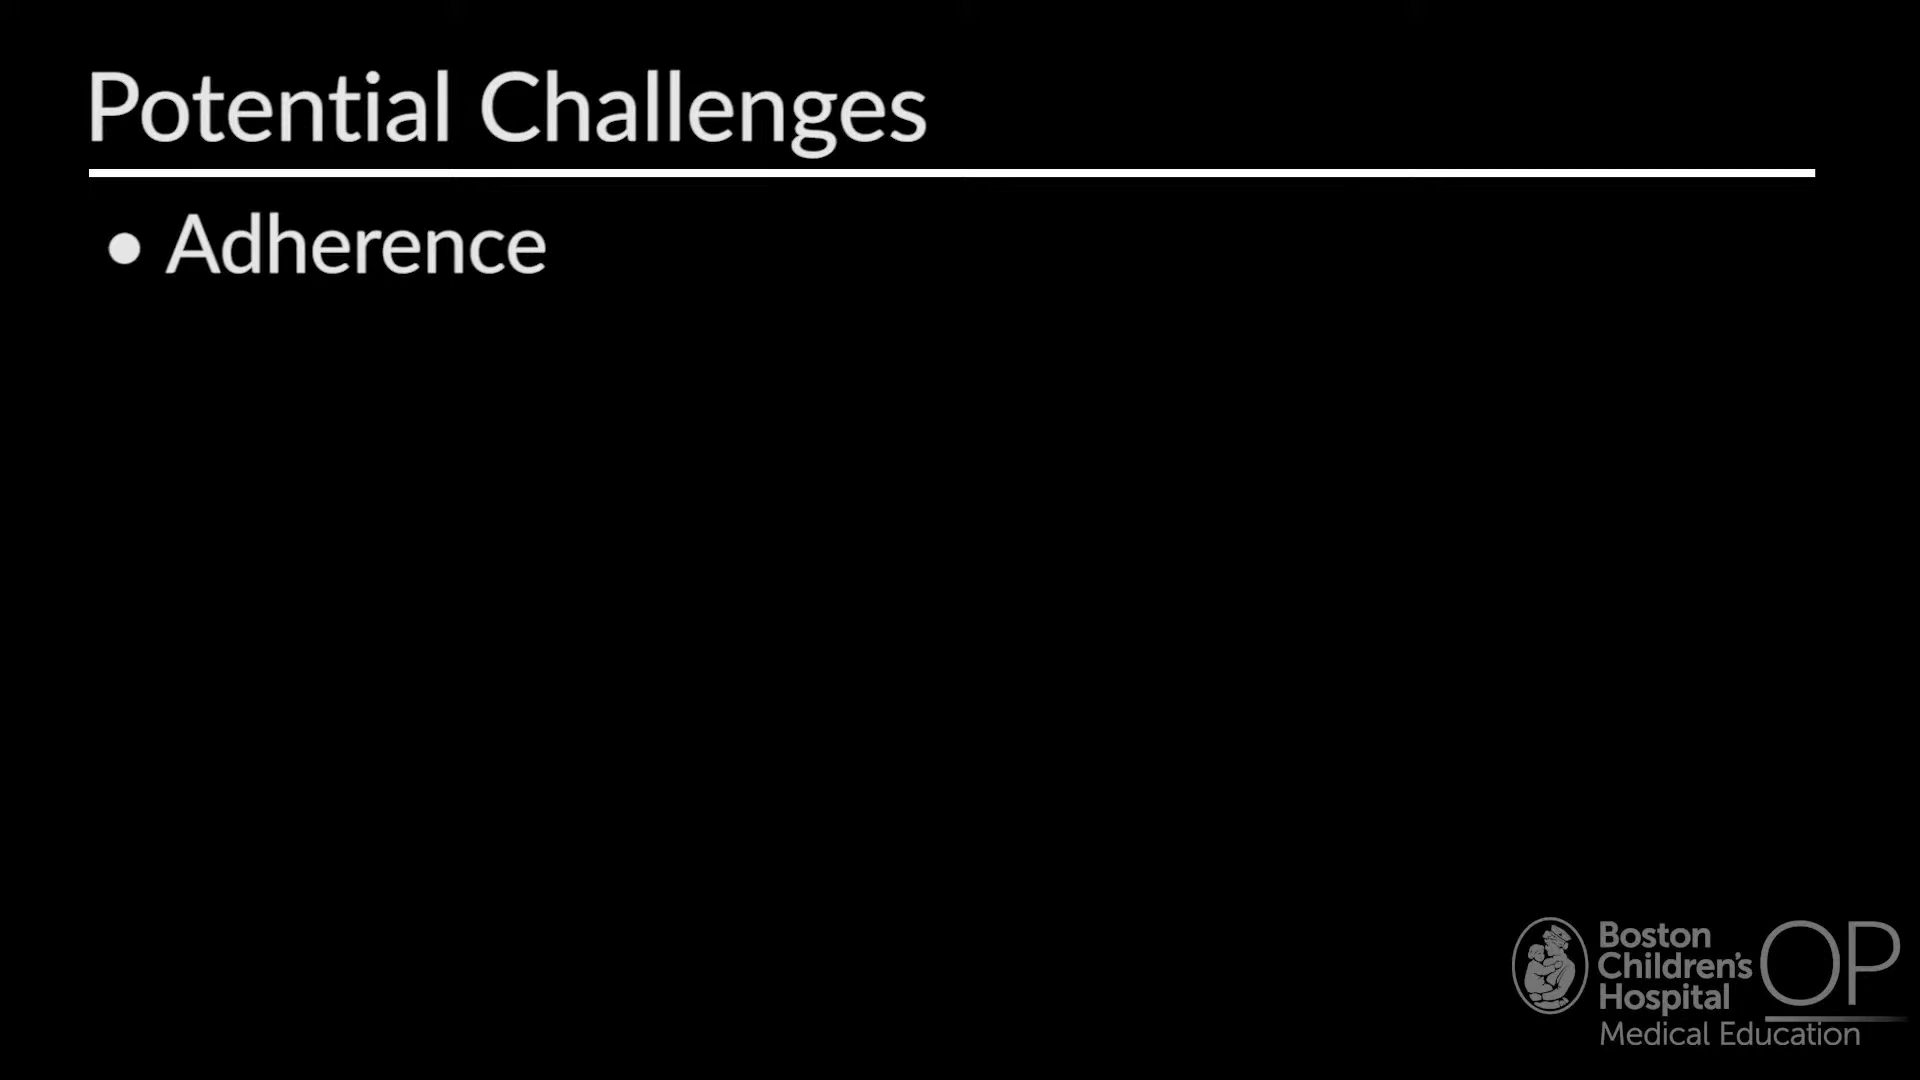 Potential Challenges
• Adherence
Boston
Children's
Hospital
OP
Medical Education